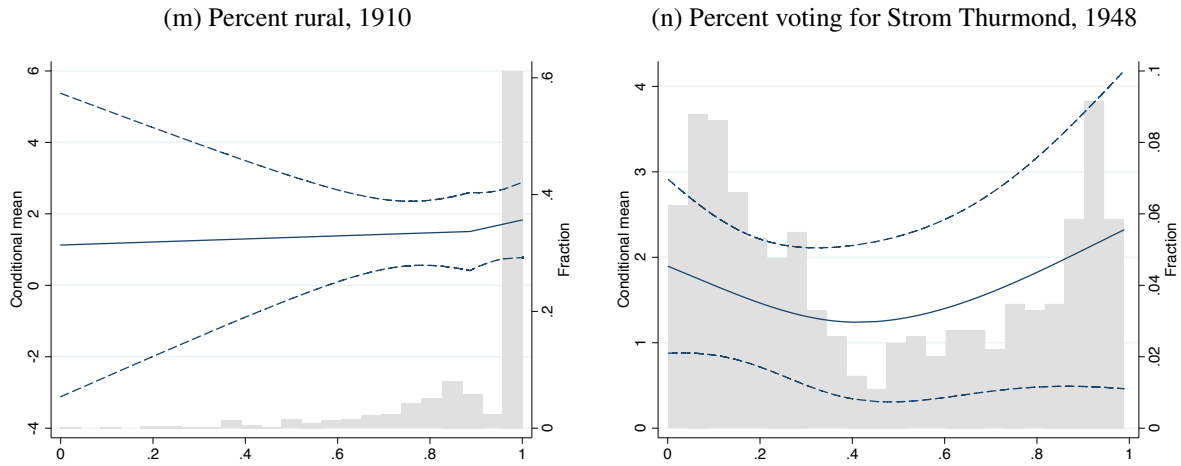 (m) Percent rural, 1910
6
4
2
0
-2
-4
Conditional mean
.6
.4
.2
0
Fraction
0 .2 .4 .6 .8 1
(n) Percent voting for Strom Thurmond, 1948
4
3
2
1
0
Conditional mean
.1
.08
.06
.04
.02
0
Fraction
0 .2 .4 .6 .8 1